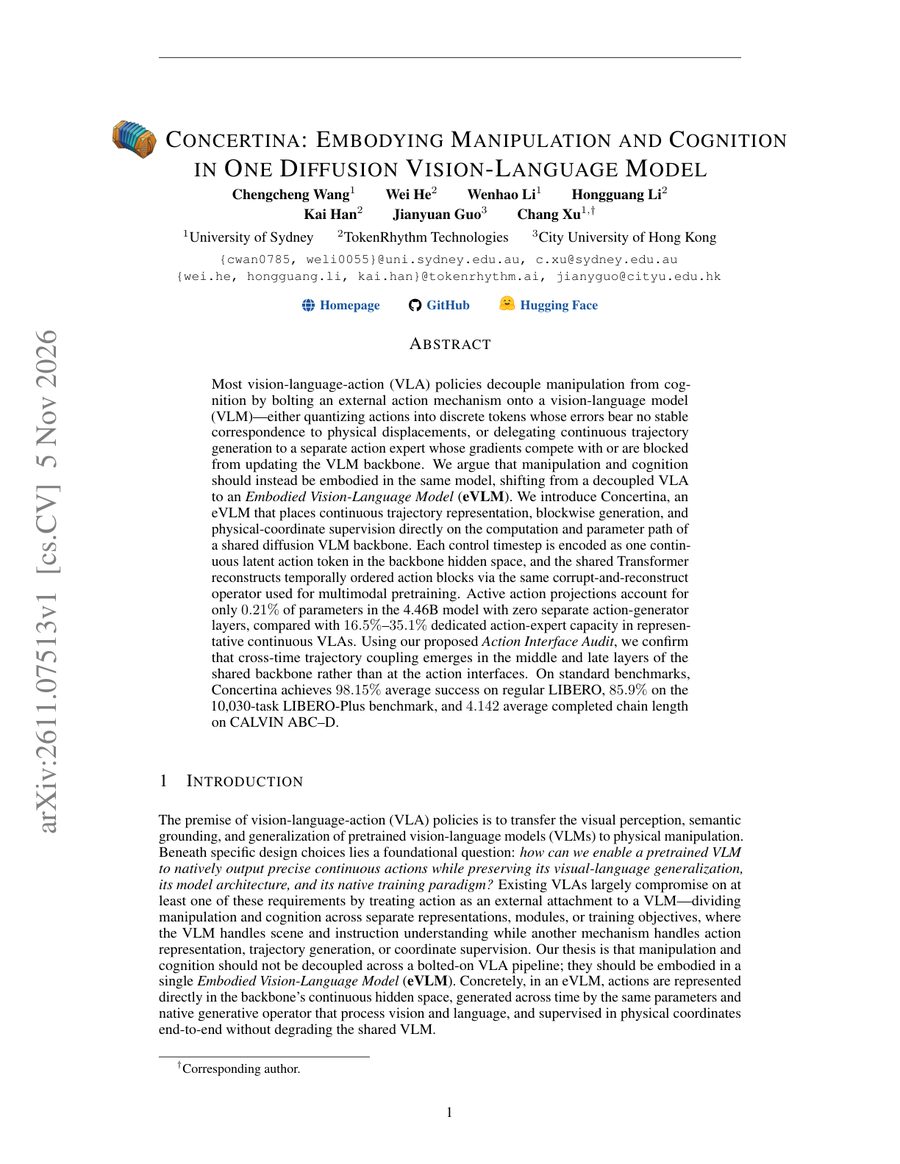 CONCERTINA: EMBODYING MANIPULATION AND COGNITION
IN ONE DIFFUSION VISION-LANGUAGE MODEL
Chengcheng Wang¹ Wei He² Wenhao Li¹ Hongguang Li²
Kai Han² Jianyuan Guo³ Chang Xu¹,†
¹University of Sydney ²TokenRhythm Technologies ³City University of Hong Kong
{cwan0785, weli0055}@uni.sydney.edu.au, c.xu@sydney.edu.au
{wei.he, hongguang.li, kai.han}@tokenrhythm.ai, jianyguo@cityu.edu.hk
Homepage GitHub Hugging Face
ABSTRACT
Most vision-language-action (VLA) policies decouple manipulation from cog-
nition by bolting an external action mechanism onto a vision-language model
(VLM)—either quantizing actions into discrete tokens whose errors bear no stable
correspondence to physical displacements, or delegating continuous trajectory
generation to a separate action expert whose gradients compete with or are blocked
from updating the VLM backbone. We argue that manipulation and cognition
should instead be embodied in the same model, shifting from a decoupled VLA
to an Embodied Vision-Language Model (eVLM). We introduce Concertina, an
eVLM that places continuous trajectory representation, blockwise generation, and
physical-coordinate supervision directly on the computation and parameter path of
a shared diffusion VLM backbone. Each control timestep is encoded as one contin-
uous latent action token in the backbone hidden space, and the shared Transformer
reconstructs temporally ordered action blocks via the same corrupt-and-reconstruct
operator used for multimodal pretraining. Active action projections account for
only 0.21% of parameters in the 4.46B model with zero separate action-generator
layers, compared with 16.5%–35.1% dedicated action-expert capacity in represen-
tative continuous VLAs. Using our proposed Action Interface Audit, we confirm
that cross-time trajectory coupling emerges in the middle and late layers of the
shared backbone rather than at the action interfaces. On standard benchmarks,
Concertina achieves 98.15% average success on regular LIBERO, 85.9% on the
10,030-task LIBERO-Plus benchmark, and 4.142 average completed chain length
on CALVIN ABC–D.
1 INTRODUCTION
The premise of vision-language-action (VLA) policies is to transfer the visual perception, semantic
grounding, and generalization of pretrained vision-language models (VLMs) to physical manipulation.
Beneath specific design choices lies a foundational question: how can we enable a pretrained VLM
to natively output precise continuous actions while preserving its visual-language generalization,
its model architecture, and its native training paradigm? Existing VLAs largely compromise on at
least one of these requirements by treating action as an external attachment to a VLM—dividing
manipulation and cognition across separate representations, modules, or training objectives, where
the VLM handles scene and instruction understanding while another mechanism handles action
representation, trajectory generation, or coordinate supervision. Our thesis is that manipulation and
cognition should not be decoupled across a bolted-on VLA pipeline; they should be embodied in a
single Embodied Vision-Language Model (eVLM). Concretely, in an eVLM, actions are represented
directly in the backbone's continuous hidden space, generated across time by the same parameters and
native generative operator that process vision and language, and supervised in physical coordinates
end-to-end without degrading the shared VLM.
†Corresponding author.
1
arXiv:2611.07513v1 [cs.CV] 5 Nov 2026